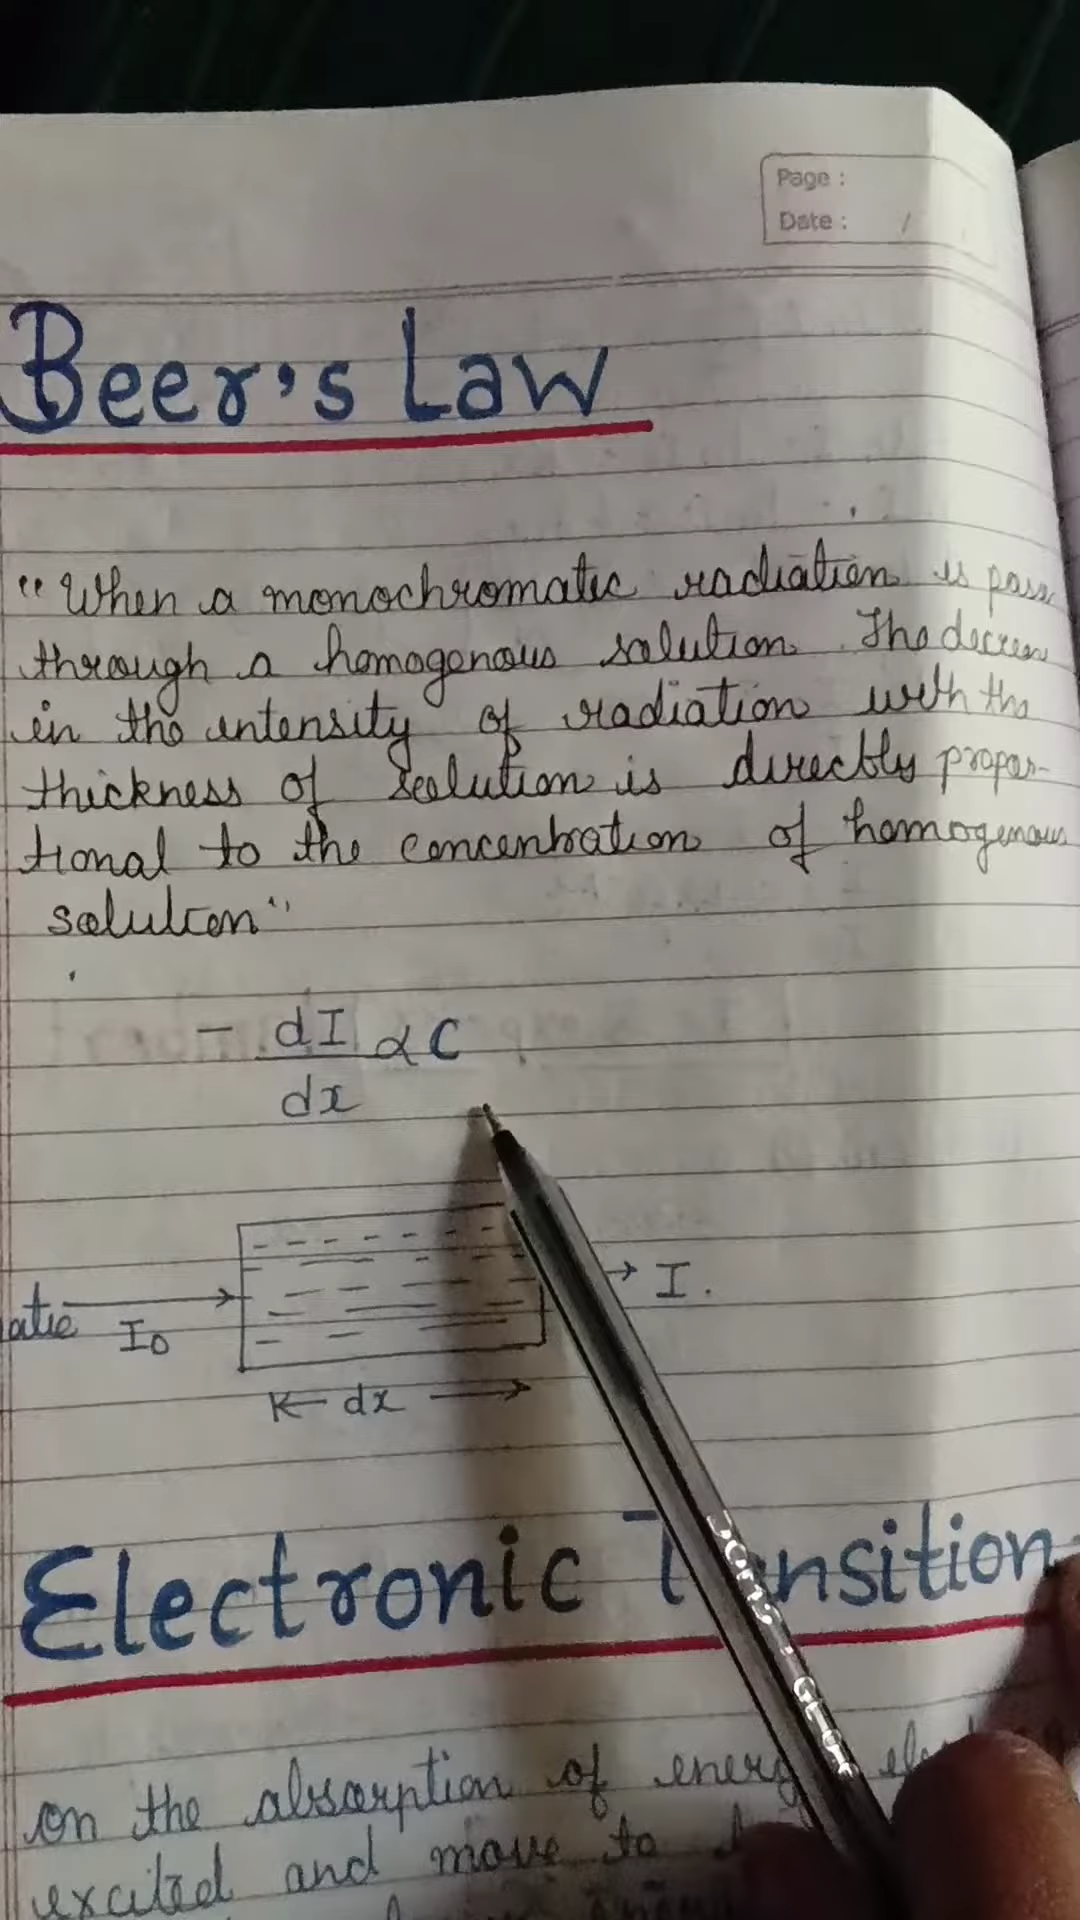 Page :
Date : /
Beer's Law
"When a monochromatic radiation is pass
through a homogenous solution. The decrea
in the intensity of radiation with the
thickness of solution is directly propor-
tional to the concentration of homogenous
solution"
- dI α C
dx
I₀
→ I.
K← dx →
Electronic
on the absorption of
excited and move to